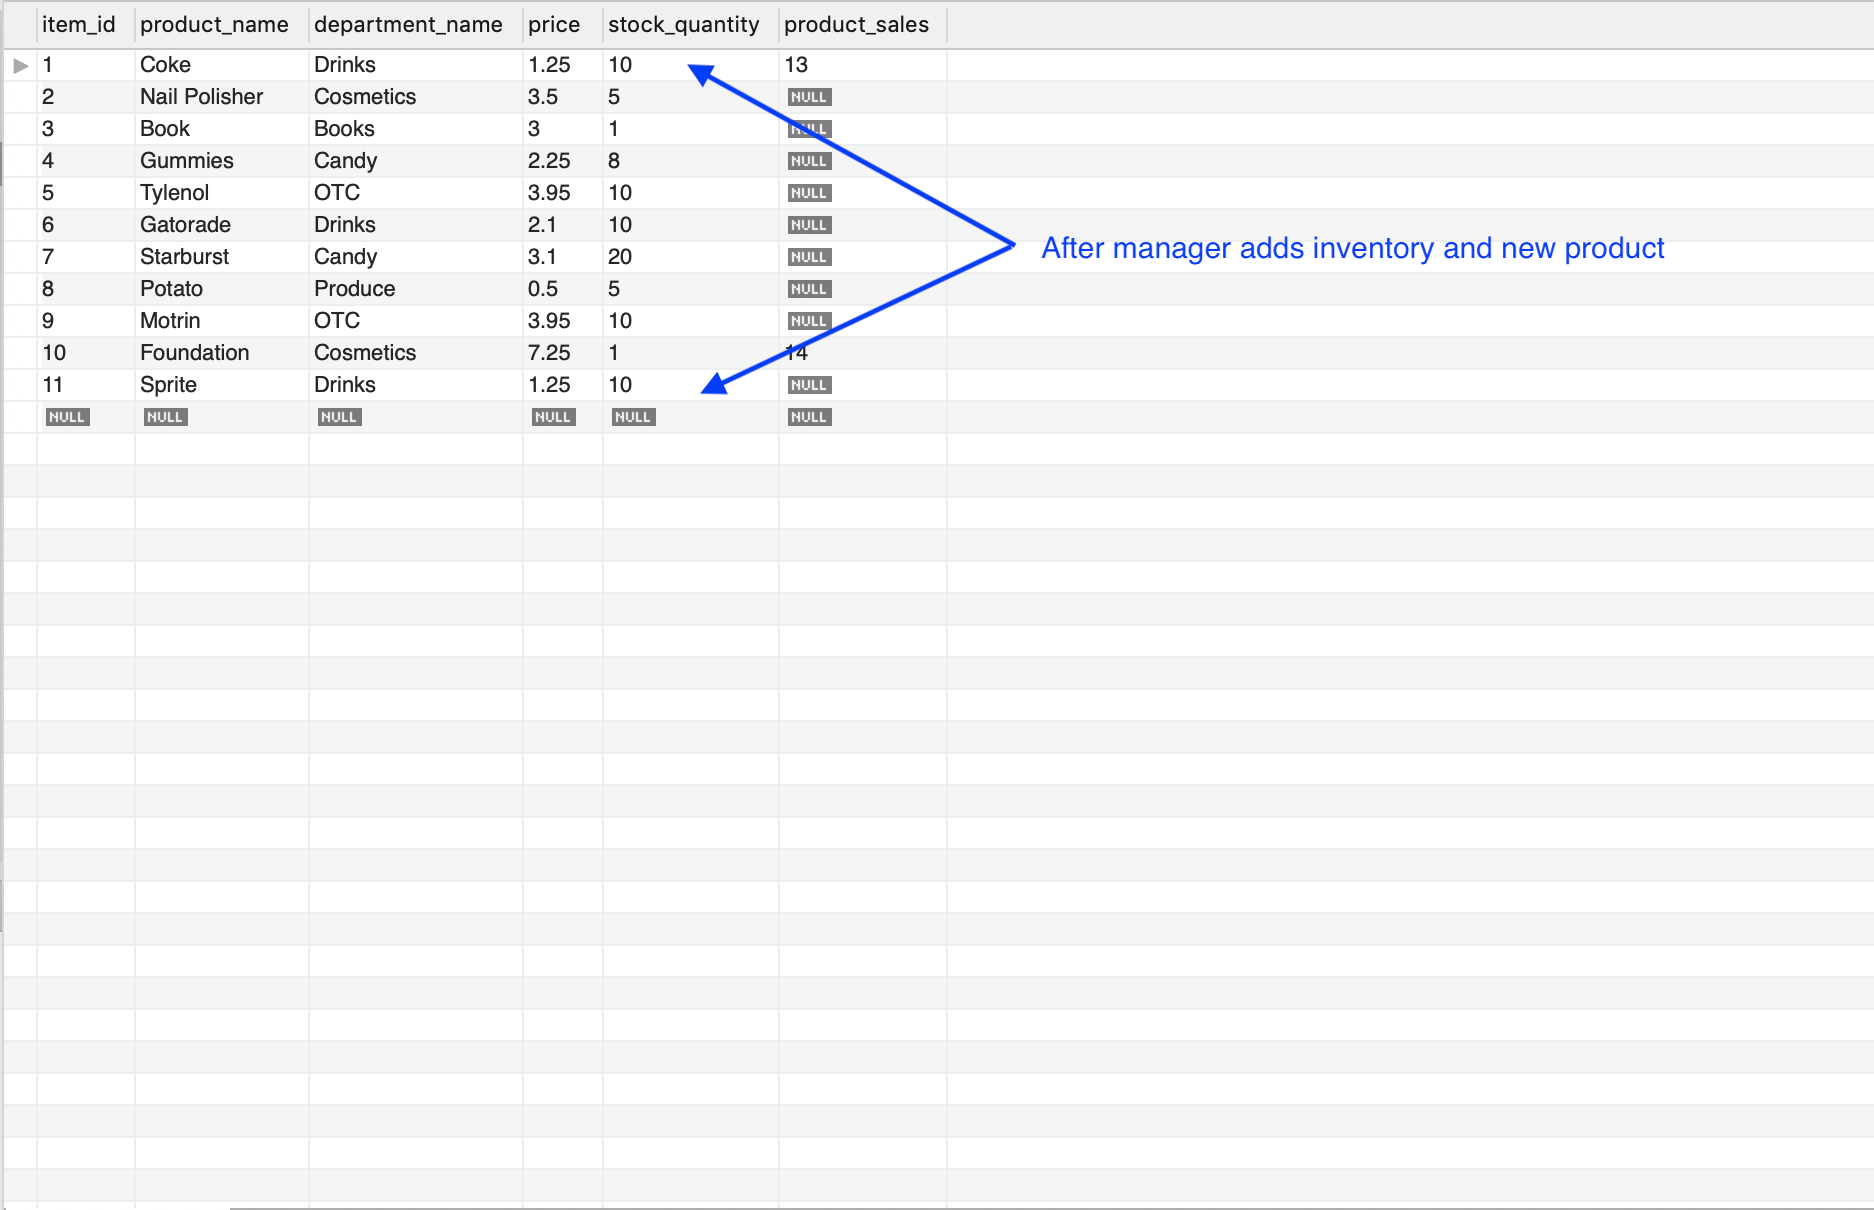 item_id product_name department_name price stock_quantity product_sales
1 Coke Drinks 1.25 10 13
2 Nail Polisher Cosmetics 3.5 5 NULL
3 Book Books 3 1 NULL
4 Gummies Candy 2.25 8 NULL
5 Tylenol OTC 3.95 10 NULL
6 Gatorade Drinks 2.1 10 NULL
After manager adds inventory and new product
7 Starburst Candy 3.1 20 NULL
8 Potato Produce 0.5 5 NULL
9 Motrin OTC 3.95 10 NULL
10 Foundation Cosmetics 7.25 1 14
11 Sprite Drinks 1.25 10 NULL
NULL NULL NULL NULL NULL NULL